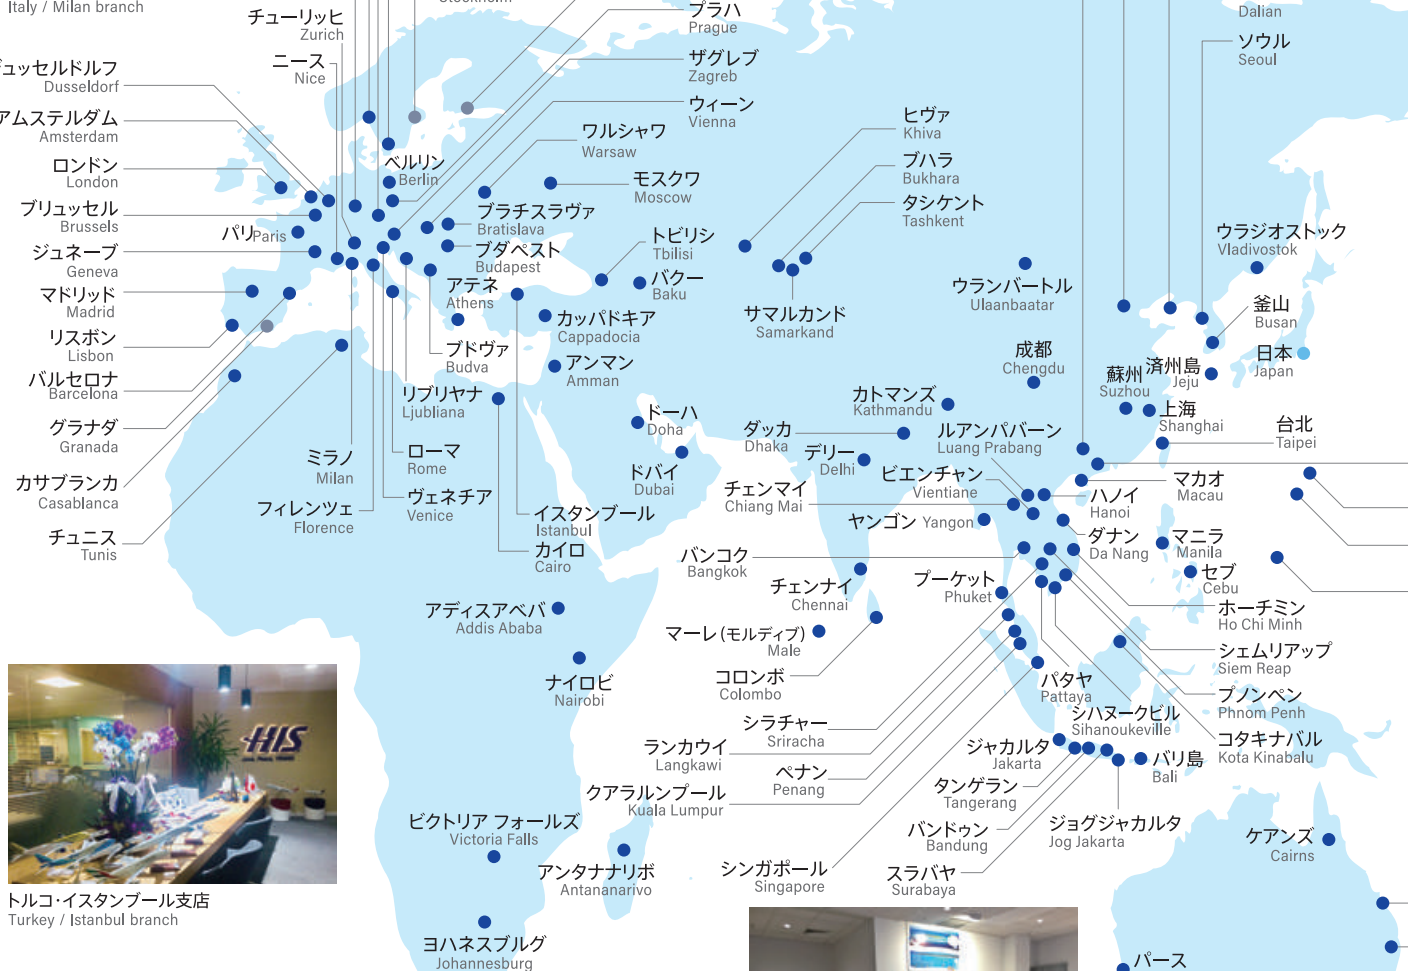 Italy / Milan branch
チューリッヒ
Zurich
ニース
Nice
Dusseldorf
アムステルダム
Amsterdam
ロンドン
London
ブリュッセル
Brussels
パリ
Paris
ジュネーブ
Geneva
マドリッド
Madrid
リスボン
Lisbon
バルセロナ
Barcelona
グラナダ
Granada
カサブランカ
Casablanca
チュニス
Tunis
プラハ
Prague
ザグレブ
Zagreb
ウィーン
Vienna
ワルシャワ
Warsaw
ベルリン
Berlin
モスクワ
Moscow
ブラチスラヴァ
Bratislava
ブダペスト
Budapest
トビリシ
Tbilisi
バクー
Baku
アテネ
Athens
カッパドキア
Cappadocia
ブドヴァ
Budva
アンマン
Amman
リブリヤナ
Ljubliana
ミラノ
Milan
ローマ
Rome
フィレンツェ
Florence
ヴェネチア
Venice
イスタンブール
Istanbul
カイロ
Cairo
ドーハ
Doha
ドバイ
Dubai
アディスアベバ
Addis Ababa
ナイロビ
Nairobi
ビクトリア フォールズ
Victoria Falls
アンタナナリボ
Antananarivo
ヨハネスブルグ
Johannesburg
ヒヴァ
Khiva
ブハラ
Bukhara
タシケント
Tashkent
サマルカンド
Samarkand
ウランバートル
Ulaanbaatar
Dalian
ソウル
Seoul
ウラジオストック
Vladivostok
釜山
Busan
日本
Japan
済州島
Jeju
成都
Chengdu
蘇州
Suzhou
上海
Shanghai
台北
Taipei
カトマンズ
Kathmandu
ダッカ
Dhaka
デリー
Delhi
ルアンパバーン
Luang Prabang
ビエンチャン
Vientiane
チェンマイ
Chiang Mai
ヤンゴン Yangon
マカオ
Macau
ハノイ
Hanoi
ダナン
Da Nang
マニラ
Manila
セブ
Cebu
バンコク
Bangkok
チェンナイ
Chennai
プーケット
Phuket
マーレ(モルディブ)
Male
コロンボ
Colombo
ホーチミン
Ho Chi Minh
シェムリアップ
Siem Reap
プノンペン
Phnom Penh
コタキナバル
Kota Kinabalu
パタヤ
Pattaya
シハヌークビル
Sihanoukeville
シラチャー
Sriracha
ランカウイ
Langkawi
ペナン
Penang
クアラルンプール
Kuala Lumpur
シンガポール
Singapore
ジャカルタ
Jakarta
タンゲラン
Tangerang
バンドゥン
Bandung
スラバヤ
Surabaya
ジョグジャカルタ
Jog Jakarta
バリ島
Bali
ケアンズ
Cairns
パース
HIS
トルコ・イスタンブール支店
Turkey / Istanbul branch